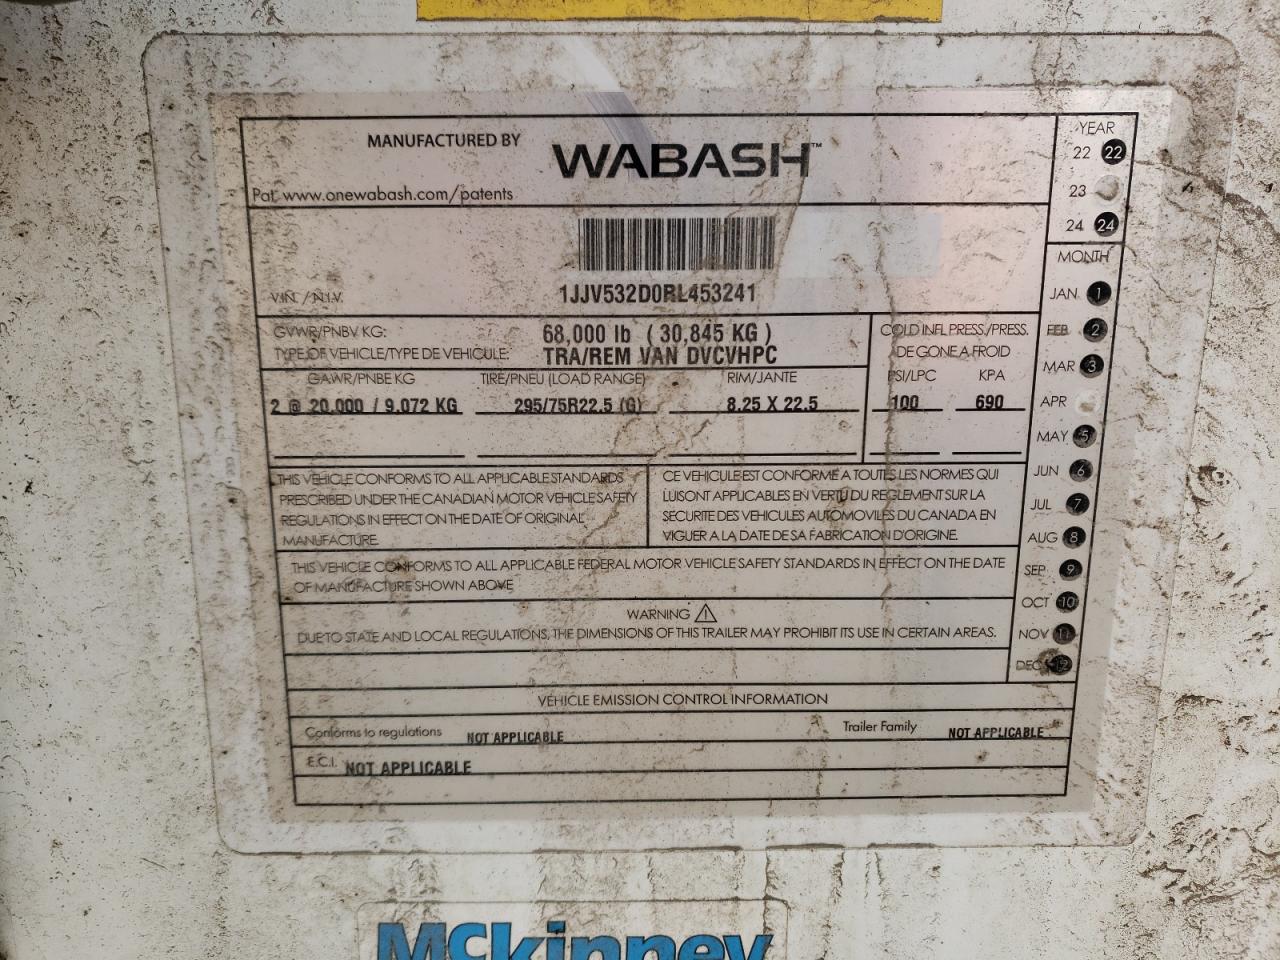 MANUFACTURED BY WABASH™
Pat. www.onewabash.com/patents
V.I.N. / N.I.V. 1JJV532D0RL453241
GVWR/PNBV KG: 68,000 lb ( 30,845 KG )
TYPE OF VEHICLE/TYPE DE VEHICULE: TRA/REM VAN DVCVHPC
COLD INFL PRESS./PRESS.
DE GONE A FROID
GAWR/PNBE KG TIRE/PNEU (LOAD RANGE) RIM/JANTE PSI/LPC KPA
2 @ 20,000 / 9,072 KG 295/75R22.5 (G) 8.25 X 22.5 100 690
THIS VEHICLE CONFORMS TO ALL APPLICABLE STANDARDS
PRESCRIBED UNDER THE CANADIAN MOTOR VEHICLE SAFETY
REGULATIONS IN EFFECT ON THE DATE OF ORIGINAL
MANUFACTURE.
CE VEHICULE EST CONFORME A TOUTES LES NORMES QUI
LUI SONT APPLICABLES EN VERTU DU REGLEMENT SUR LA
SECURITE DES VEHICULES AUTOMOVILES DU CANADA EN
VIGUER A LA DATE DE SA FABRICATION D'ORIGINE.
THIS VEHICLE CONFORMS TO ALL APPLICABLE FEDERAL MOTOR VEHICLE SAFETY STANDARDS IN EFFECT ON THE DATE
OF MANUFACTURE SHOWN ABOVE
WARNING
DUE TO STATE AND LOCAL REGULATIONS, THE DIMENSIONS OF THIS TRAILER MAY PROHIBIT ITS USE IN CERTAIN AREAS.
VEHICLE EMISSION CONTROL INFORMATION
Conforms to regulations NOT APPLICABLE Trailer Family NOT APPLICABLE
E.C.I. NOT APPLICABLE
YEAR
22 22
23
24 24
MONTH
JAN 1
FEB 2
MAR 3
APR
MAY 5
JUN 6
JUL 7
AUG 8
SEP 9
OCT 10
NOV 11
DEC 12
McKinney